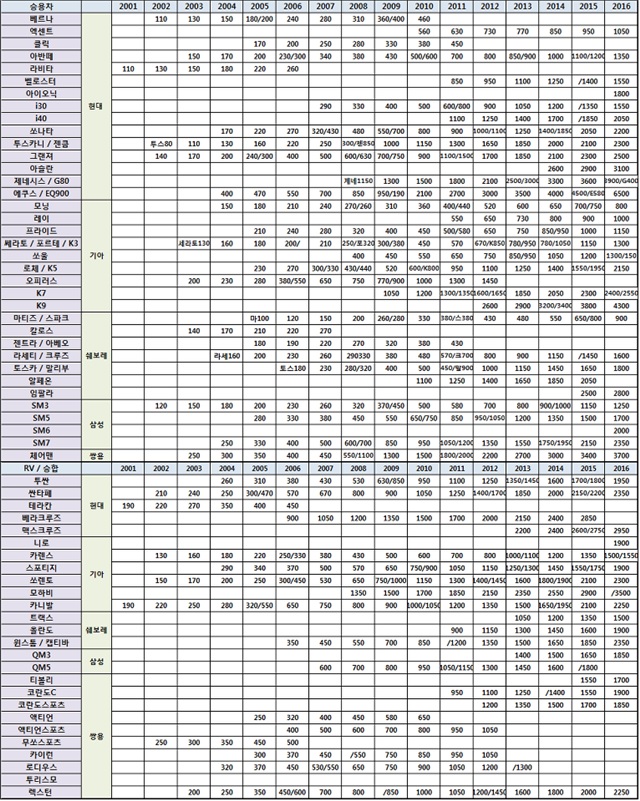 승용차 2001 2002 2003 2004 2005 2006 2007 2008 2009 2010 2011 2012 2013 2014 2015 2016
베르나 110 130 150 180/200 240 280 310 360/400 460
엑센트 560 630 730 770 850 950 1050
클릭 170 200 250 280 330 380 450
아반떼 150 170 200 230/300 340 380 430 500/600 700 800 850/900 1000 1100/1200 1350
라비타 110 130 150 180 220 260
벨로스터 850 950 1100 1250 /1400 1550
아이오닉 1800
현대
i30 290 330 400 500 600/800 900 1050 1200 /1350 1550
i40 1100 1250 1400 1700 /1850 2050
쏘나타 170 220 270 320/430 480 550/700 800 900 1000/1100 1250 1400/1850 2050 2200
투스카니 / 젠쿱 투스80 110 130 160 220 250 300/젠850 1000 1150 1300 1650 1850 2000 2100 2300
그랜져 140 170 200 240/300 400 500 600/630 700/750 900 1100/1500 1700 1850 2100 2300 2500
아슬란 2600 2900 3100
제네시스 / G80 제네1150 1300 1500 1800 2100 2500/3000 3300 3600 3900/G400
에쿠스 / EQ900 400 470 550 700 850 950/190 2100 2700 3000 3500 4000 4500/E580 6500
모닝 150 180 210 240 270/260 310 360 400/440 520 600 650 700/750 800
레이 550 650 730 800 900 1000
프라이드 210 240 280 320 400 450 500/580 650 750 850/950 1000 1150
쎄라토 / 포르테 / K3 세라토130 160 180 200/ 210 250/포320 300/380 450 570 670/K850 780/950 780/1050 1150 1300
쏘울 400 450 550 650 750 850/950 1050 1200 1300/150
기아
로체 / K5 230 270 300/330 430/440 520 600/K800 950 1100 1250 1400 1550/1950 2150
오피러스 200 230 280 380/550 650 750 770/900 1000 1300 1450
K7 1050 1200 1300/1350 1600/1650 1850 2050 2300 2400/2550
K9 2600 2900 3200/3400 3800 4300
마티즈 / 스파크 마100 120 150 200 260/280 330 380/스380 430 480 550 650/800 900
칼로스 140 170 210 220 270
젠트라 / 아베오 180 190 220 270 320 380 430
쉐보레
라세티 / 크루즈 라세160 200 230 260 290330 380 480 570/크700 800 900 1150 /1450 1600
토스카 / 말리부 토스180 230 280/320 400 500 450/말900 1000 1150 1450 1650 1800
알페온 1100 1250 1400 1650 1850 2050
임팔라 2500 2800
SM3 120 150 180 200 230 260 320 370/450 500 580 700 800 900/1000 1150 1250
SM5 280 330 380 450 550 650/750 850 950/1050 1200 1350 1500 1700
삼성
SM6 2000
SM7 250 330 400 500 600/700 850 950 1050/1200 1350 1550 1750/1950 2150 2350
체어맨 쌍용 250 300 350 400 450 550/1100 1300 1500 1800/2000 2200 2700 3000 3400 3700
RV / 승합 2001 2002 2003 2004 2005 2006 2007 2008 2009 2010 2011 2012 2013 2014 2015 2016
투싼 260 310 380 430 530 630/850 950 1100 1250 1350/1450 1600 1700/1800 1950
싼타페 210 240 250 300/470 570 670 800 900 1050 1250 1400/1700 1850 2000 2150/2200 2350
현대
테라칸 190 220 270 350 400 450
베라크루즈 900 1050 1200 1350 1500 1700 2000 2150 2400 2850
맥스크루즈 2200 2400 2600/2750 2950
니로 1900
카렌스 130 160 180 220 250/330 380 430 500 600 700 800 1000/1100 1200 1350 1500/1550
스포티지 290 340 370 500 570 650 750/900 1050 1150 1250/1300 1450 1550/1750 1900
기아
쏘렌토 150 170 200 250 300/450 530 650 750/1000 1150 1300 1400/1450 1600 1800/1900 2100 2300
모하비 1350 1500 1700 1850 2150 2350 2550 2900 /3500
카니발 190 220 250 280 320/550 650 750 800 900 1000/1050 1200 1350 1500 1650/1950 2100 2250
트랙스 1050 1200 1350 1500
올란도 쉐보레 900 1150 1300 1450 1600 1900
윈스톰 / 캡티바 350 450 550 700 850 /1200 1350 1500 1650 1850 2350
QM3 1400 1500 1650 1850
삼성
QM5 600 700 800 950 1050/1150 1300 1450 1600 /1800
티볼리 1550 1700
코란도C 950 1100 1250 /1400 1550 1900
코란도스포츠 1200 1350 1500 1700 1850
액티언 250 320 400 450 580 650
액티언스포츠 400 500 600 700 800 950 1050
쌍용
무쏘스포츠 250 300 350 450 500
카이런 300 370 450 /550 750 850 950 1050
로디우스 320 370 450 530/550 650 750 900 1050 1200 /1300
투리스모
렉스턴 200 250 350 450/600 700 800 /850 1000 1050 1200/1450 1600 1800 2000 2250